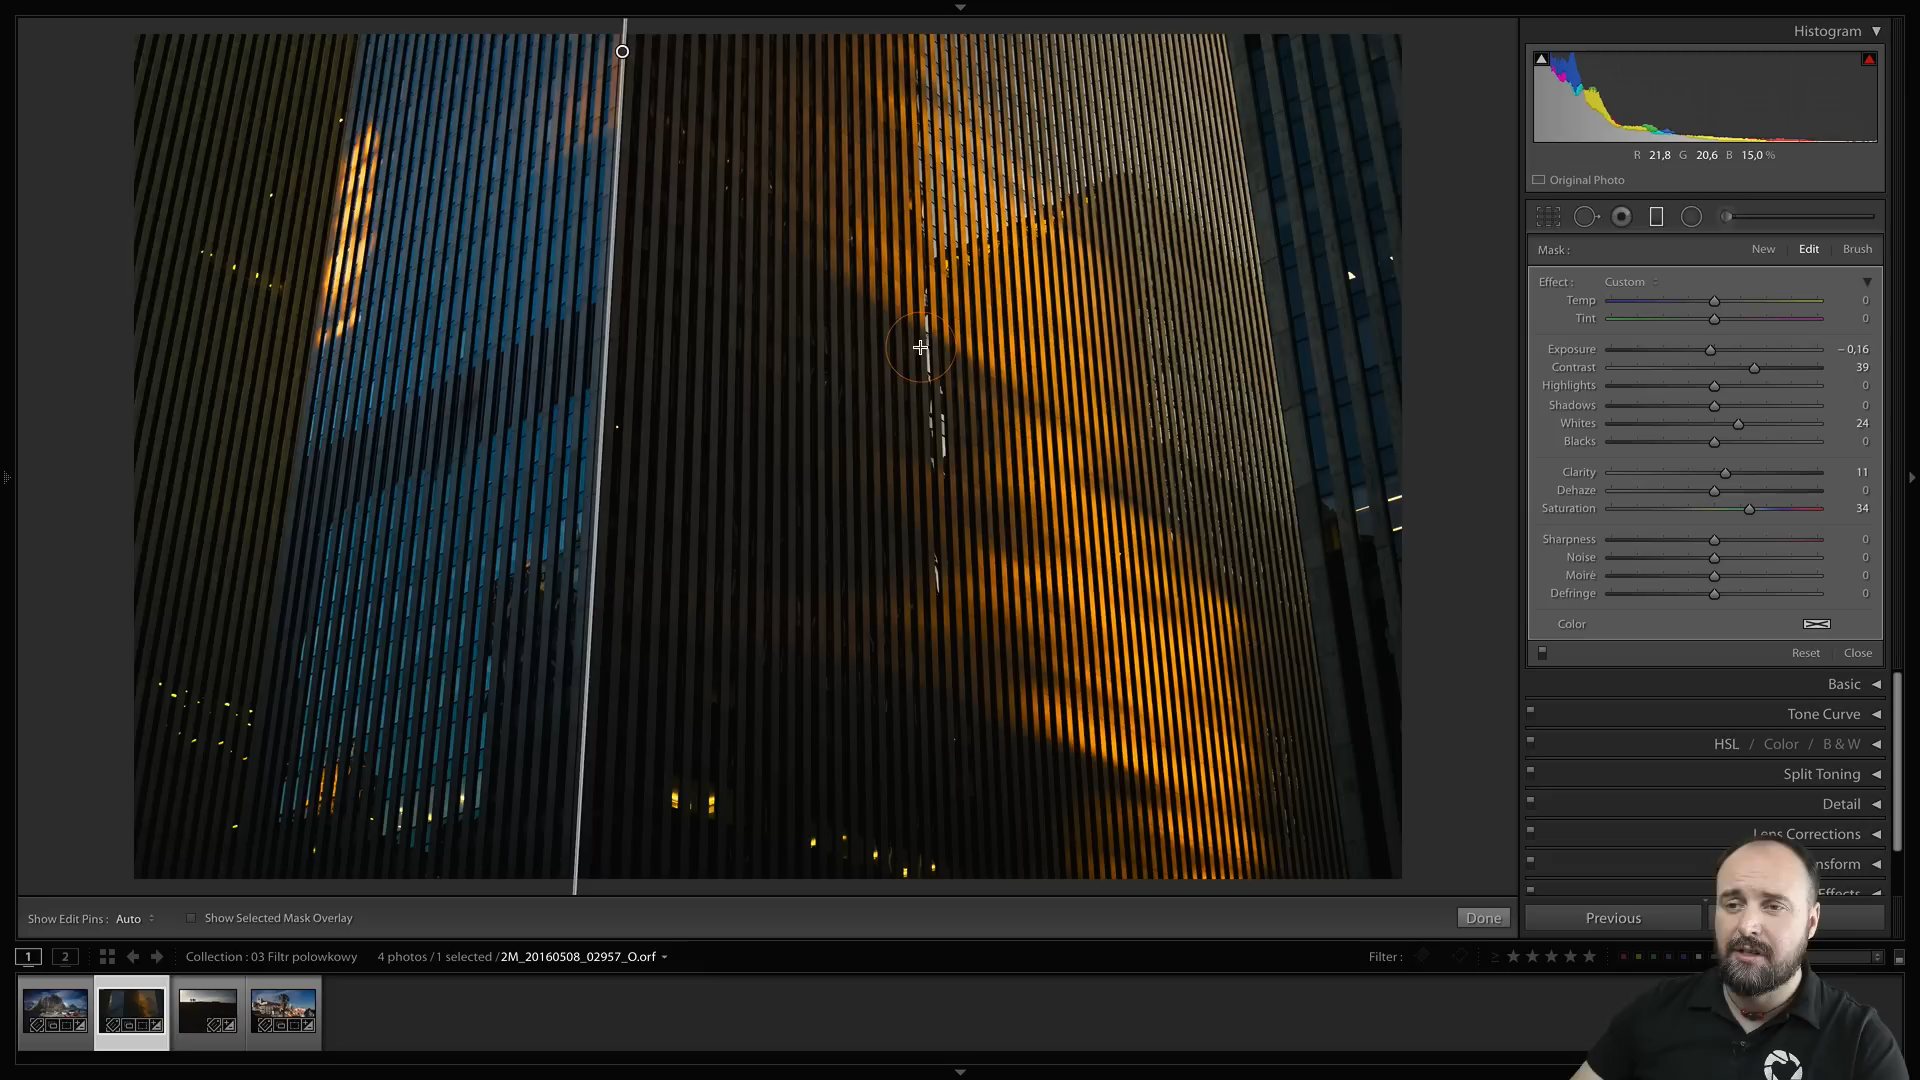 Histogram
R 21,8 G 20,6 B 15,0 %
Original Photo
Mask : New Edit Brush
Effect : Custom
Temp 0
Tint 0
Exposure – 0,16
Contrast 39
Highlights 0
Shadows 0
Whites 24
Blacks 0
Clarity 11
Dehaze 0
Saturation 34
Sharpness 0
Noise 0
Moiré 0
Defringe 0
Color
Reset Close
Basic
Tone Curve
HSL / Color / B & W
Split Toning
Detail
Lens Corrections
nsform
Effects
Show Edit Pins : Auto Show Selected Mask Overlay Done
Previous
1 2 Collection : 03 Filtr polowkowy 4 photos / 1 selected / 2M_20160508_02957_O.orf Filter : ≥